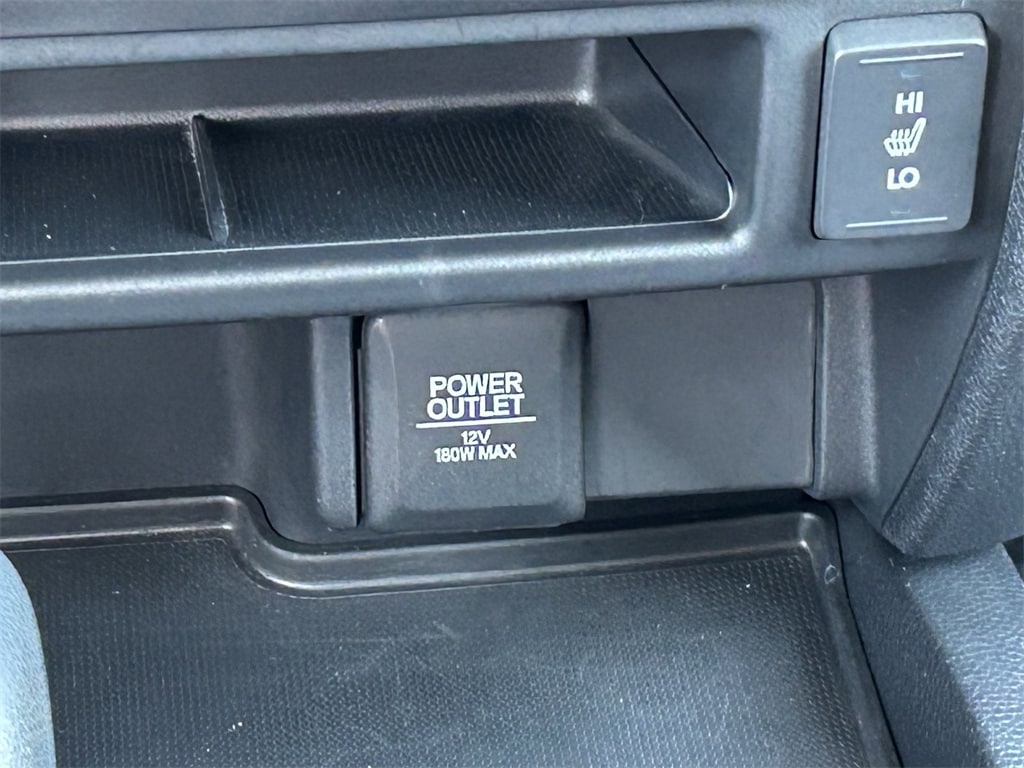 HI
LO
POWER
OUTLET
12V
180W MAX